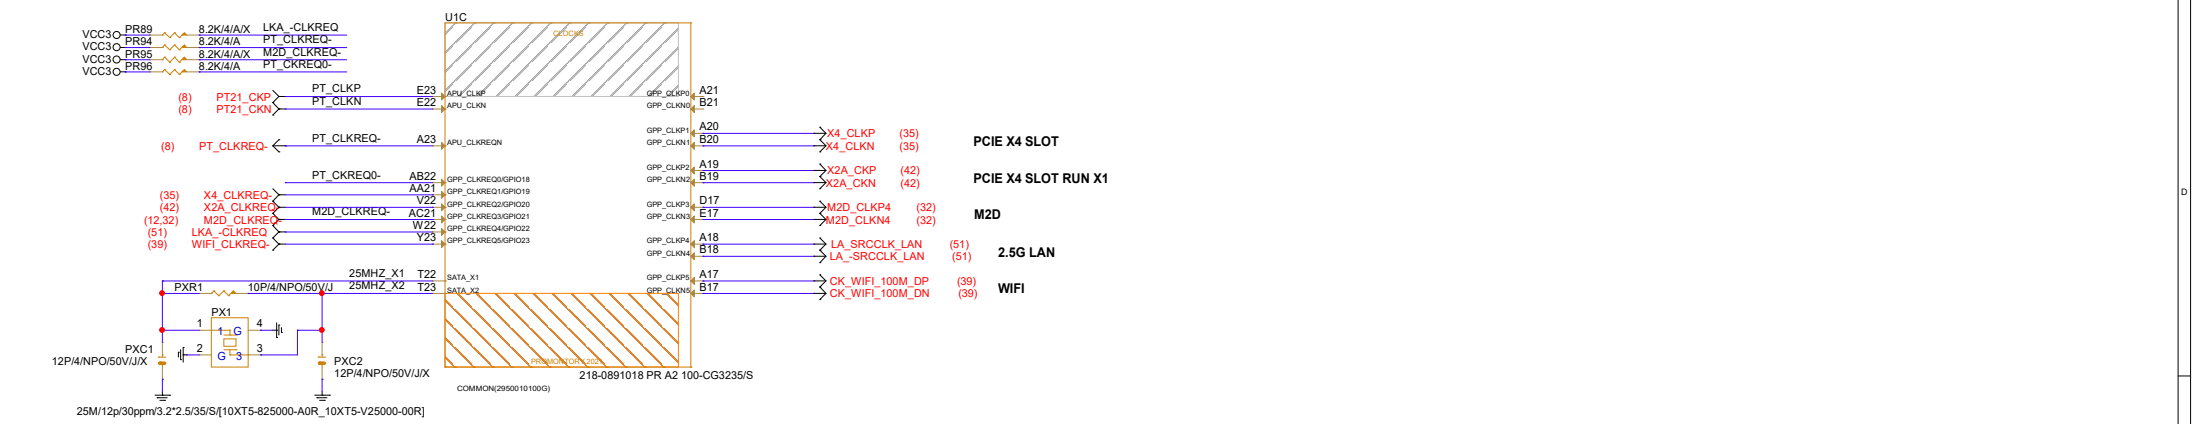 U1C
VCC3 PR89 8.2K/4/A/X LKA_-CLKREQ
VCC3 PR94 8.2K/4/A PT_CLKREQ-
VCC3 PR95 8.2K/4/A/X M2D_CLKREQ-
VCC3 PR96 8.2K/4/A PT_CKREQ0-
CLOCKS
(8) PT21_CKP PT_CLKP E23 APU_CLKP GPP_CLKP0 A21
(8) PT21_CKN PT_CLKN E22 APU_CLKN GPP_CLKN0 B21
GPP_CLKP1 A20 X4_CLKP (35)
PCIE X4 SLOT
(8) PT_CLKREQ- PT_CLKREQ- A23 APU_CLKREQN GPP_CLKN1 B20 X4_CLKN (35)
GPP_CLKP2 A19 X2A_CKP (42)
PCIE X4 SLOT RUN X1
PT_CKREQ0- AB22 GPP_CLKREQ0/GPIO18 GPP_CLKN2 B19 X2A_CKN (42)
(35) X4_CLKREQ- AA21 GPP_CLKREQ1/GPIO19
(42) X2A_CLKREQ V22 GPP_CLKREQ2/GPIO20 GPP_CLKP3 D17 M2D_CLKP4 (32)
M2D
(12,32) M2D_CLKREQ- M2D_CLKREQ- AC21 GPP_CLKREQ3/GPIO21 GPP_CLKN3 E17 M2D_CLKN4 (32)
(51) LKA_-CLKREQ W22 GPP_CLKREQ4/GPIO22
(39) WIFI_CLKREQ- Y23 GPP_CLKREQ5/GPIO23 GPP_CLKP4 A18 LA_SRCCLK_LAN (51)
2.5G LAN
GPP_CLKN4 B18 LA_-SRCCLK_LAN (51)
25MHZ_X1 T22 SATA_X1 GPP_CLKP5 A17 CK_WIFI_100M_DP (39)
WIFI
PXR1 10P/4/NPO/50V/J 25MHZ_X2 T23 SATA_X2 GPP_CLKN5 B17 CK_WIFI_100M_DN (39)
PX1
1 1 G 4
2 G 3 3
PXC1
12P/4/NPO/50V/J/X
PXC2
12P/4/NPO/50V/J/X
PROMONTORY2021
218-0891018 PR A2 100-CG3235/S
COMMON(2950010100G)
25M/12p/30ppm/3.2*2.5/35/S/[10XT5-825000-A0R_10XT5-V25000-00R]
D